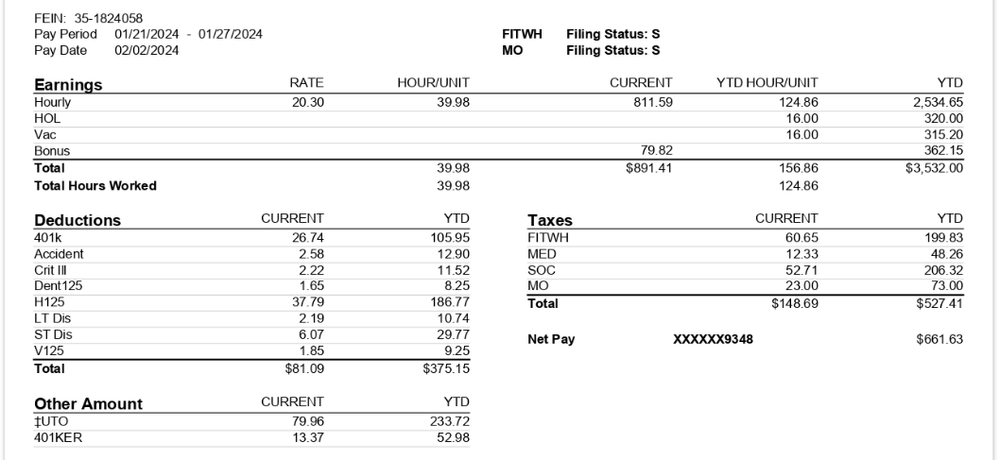 FEIN: 35-1824058
Pay Period 01/21/2024 - 01/27/2024 FITWH Filing Status: S
Pay Date 02/02/2024 MO Filing Status: S
Earnings RATE HOUR/UNIT CURRENT YTD HOUR/UNIT YTD
Hourly 20.30 39.98 811.59 124.86 2,534.65
HOL 16.00 320.00
Vac 16.00 315.20
Bonus 79.82 362.15
Total 39.98 $891.41 156.86 $3,532.00
Total Hours Worked 39.98 124.86
Deductions CURRENT YTD
401k 26.74 105.95
Accident 2.58 12.90
Crit Ill 2.22 11.52
Dent125 1.65 8.25
H125 37.79 186.77
LT Dis 2.19 10.74
ST Dis 6.07 29.77
V125 1.85 9.25
Total $81.09 $375.15
Taxes CURRENT YTD
FITWH 60.65 199.83
MED 12.33 48.26
SOC 52.71 206.32
MO 23.00 73.00
Total $148.69 $527.41
Net Pay XXXXXX9348 $661.63
Other Amount CURRENT YTD
‡UTO 79.96 233.72
401KER 13.37 52.98